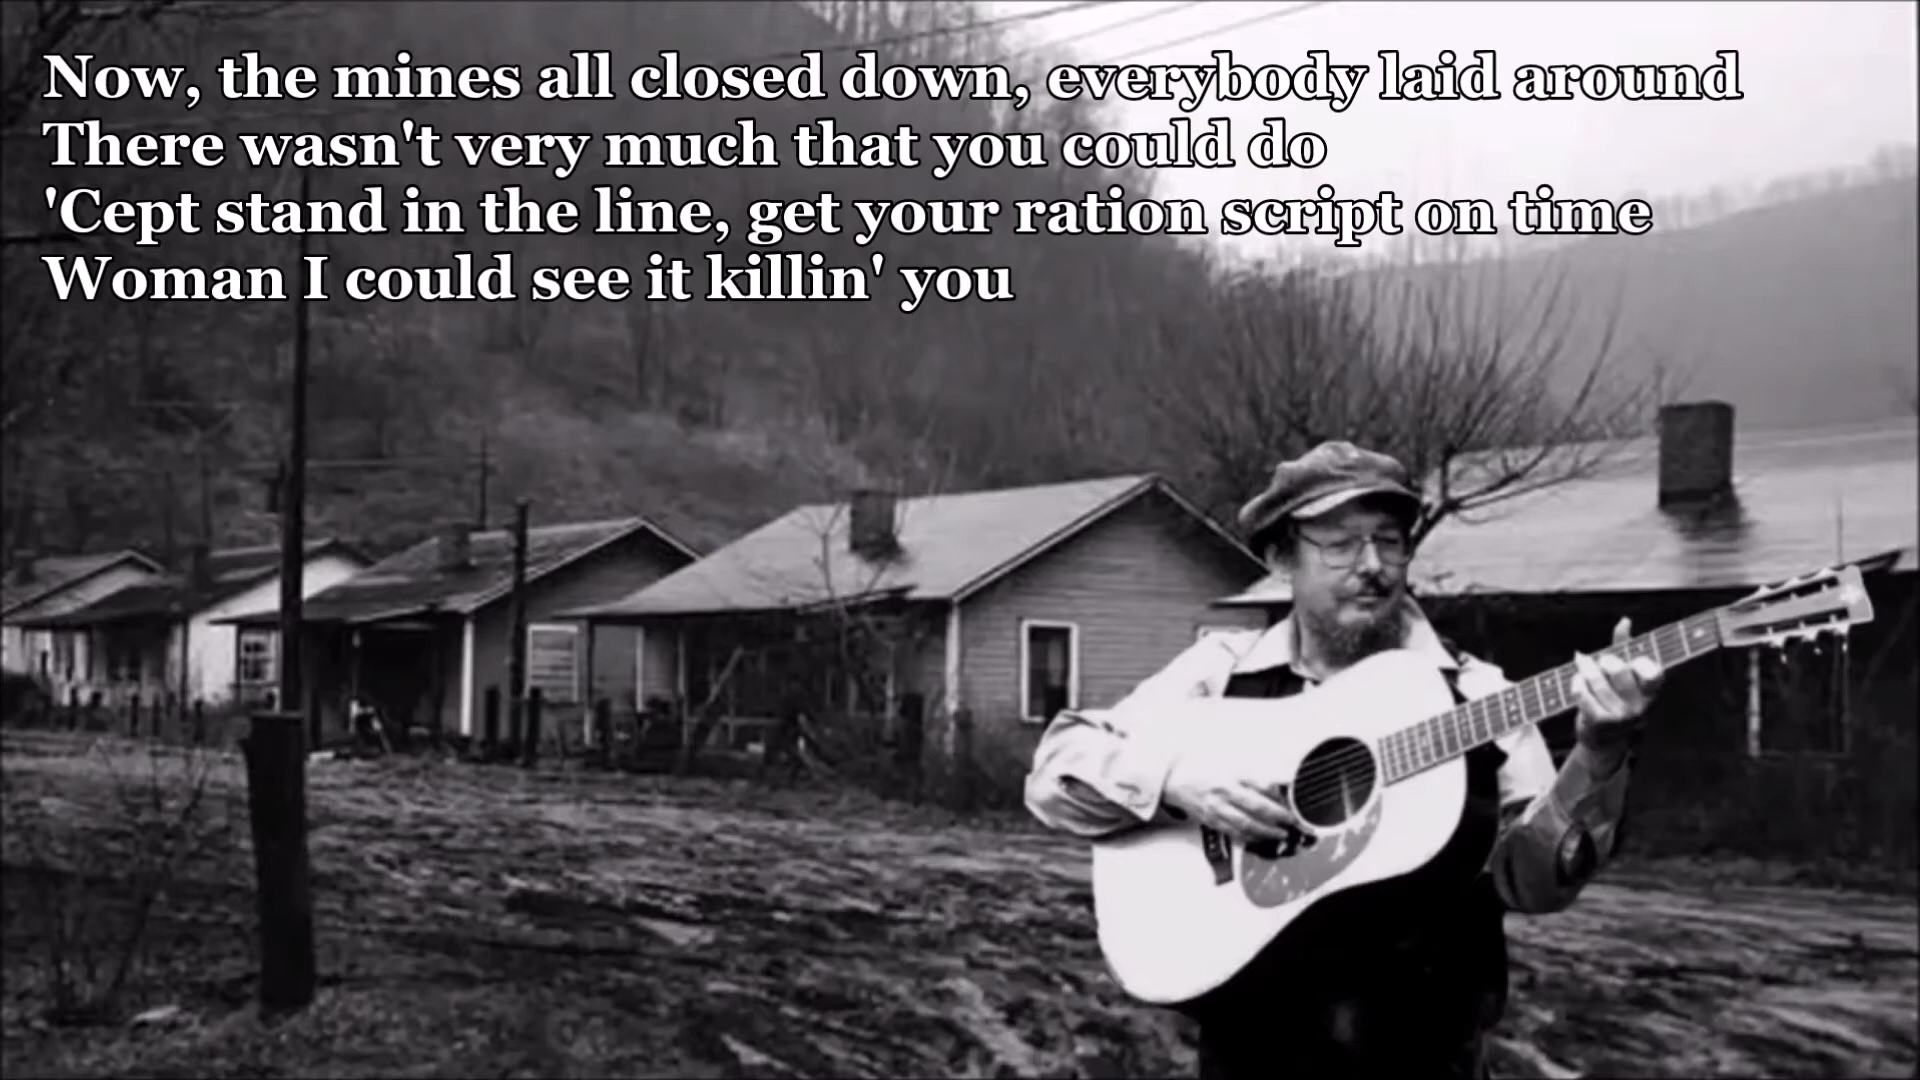 Now, the mines all closed down, everybody laid around
There wasn't very much that you could do
'Cept stand in the line, get your ration script on time
Woman I could see it killin' you